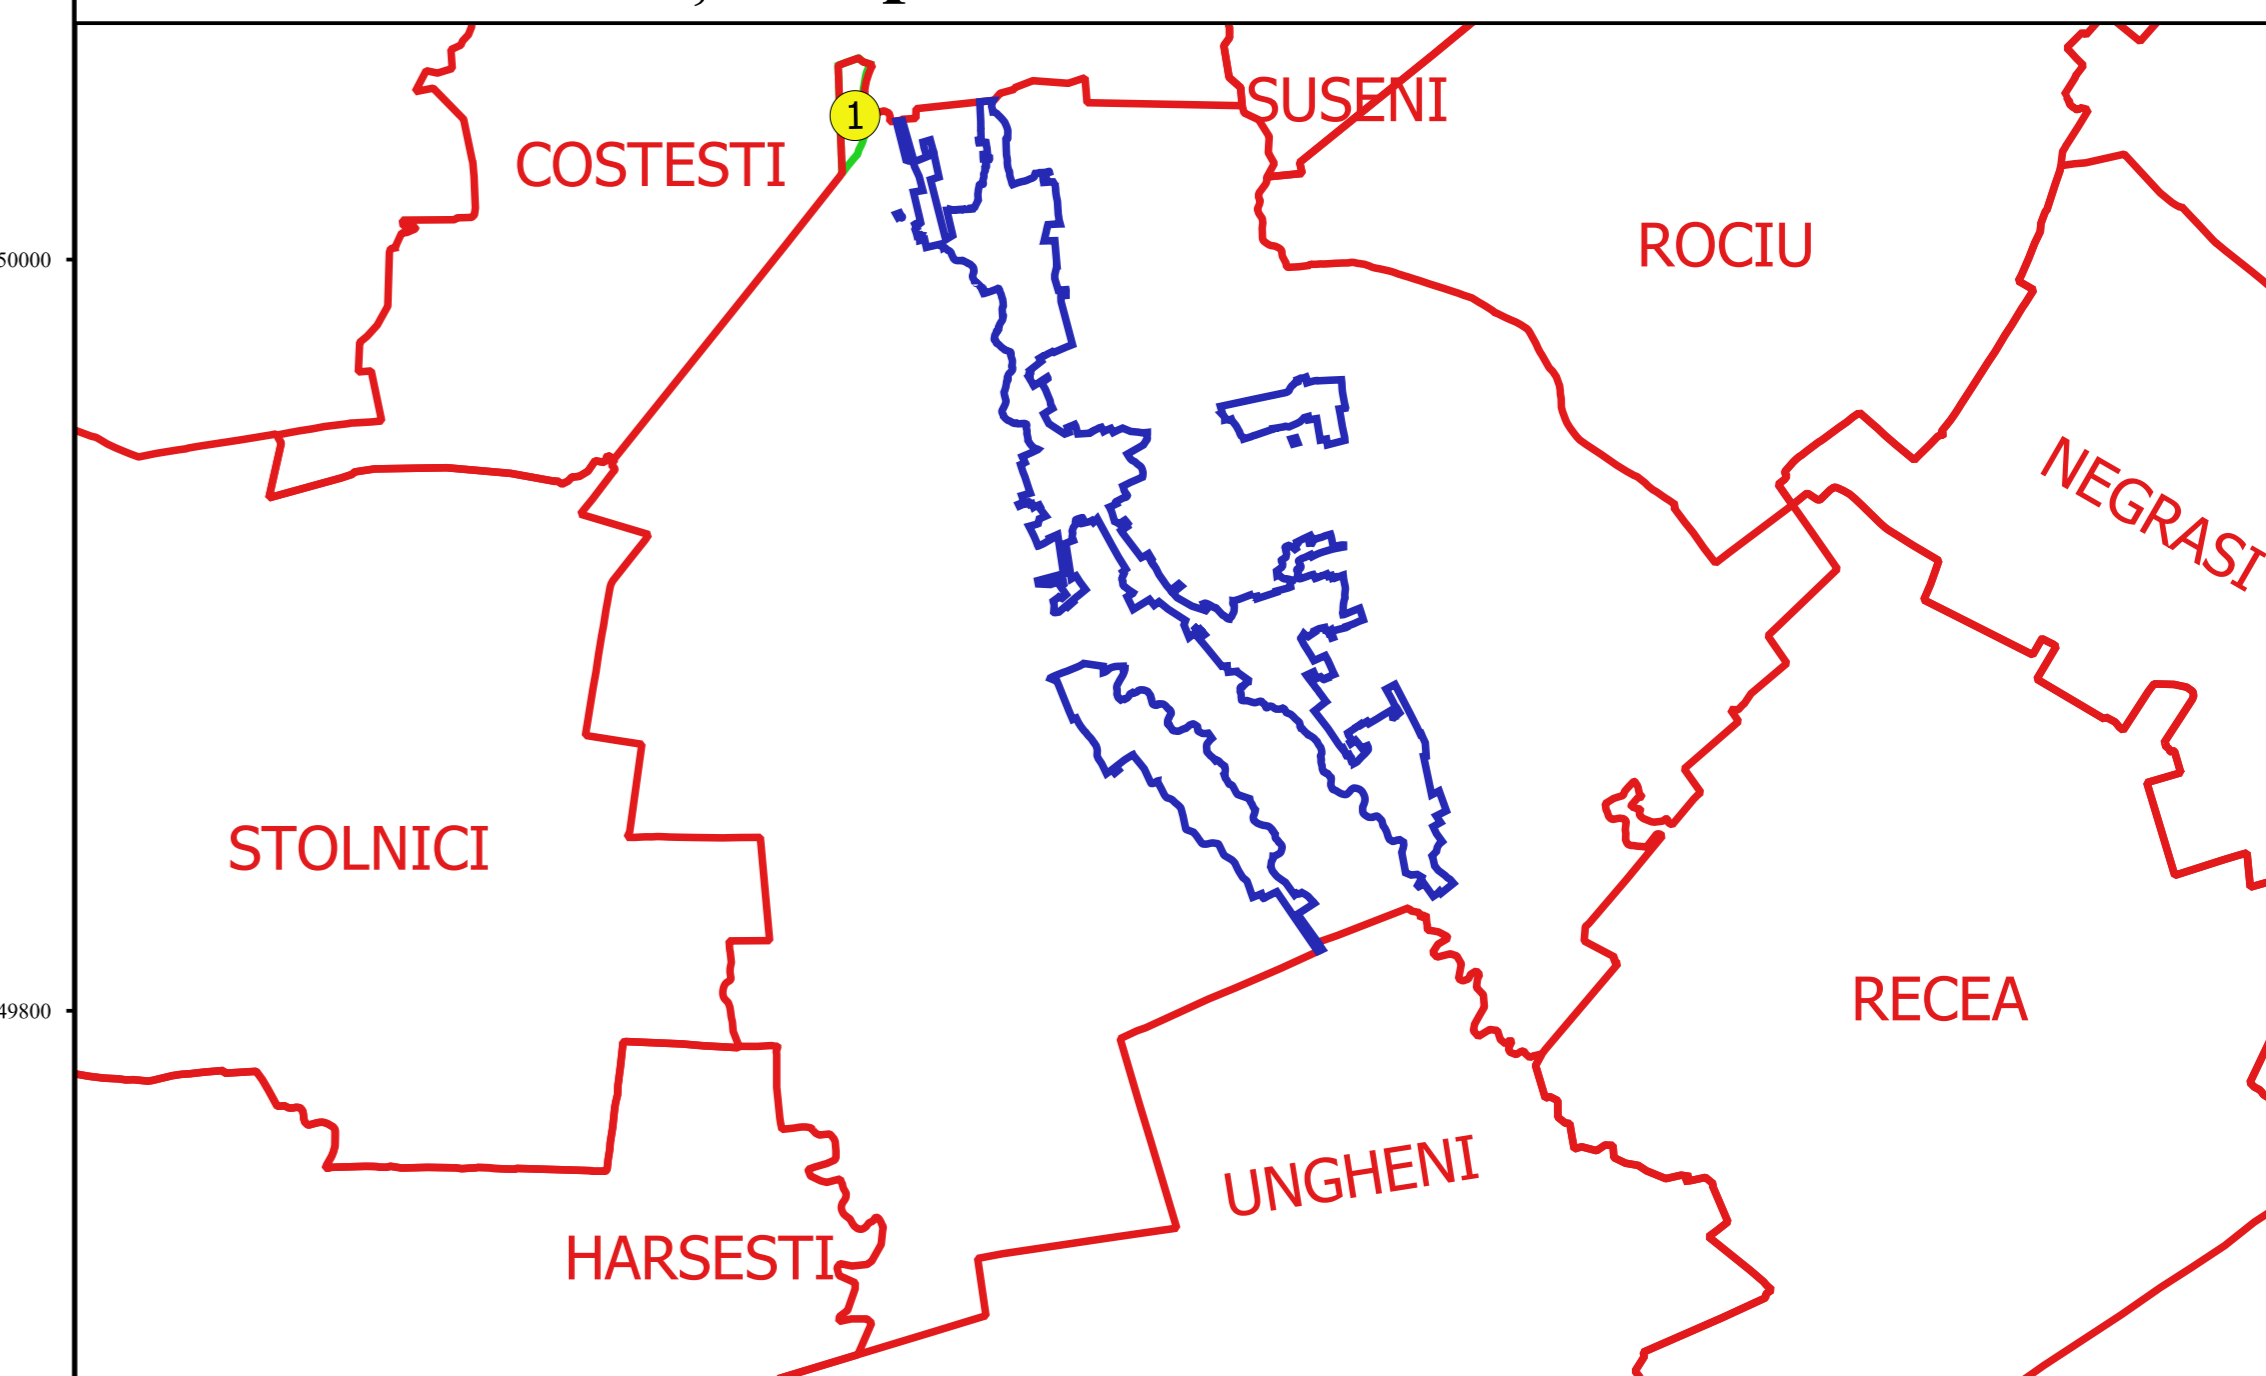 1
SUSENI
COSTESTI
ROCIU
50000
NEGRASI
STOLNICI
RECEA
49800
UNGHENI
HARSESTI